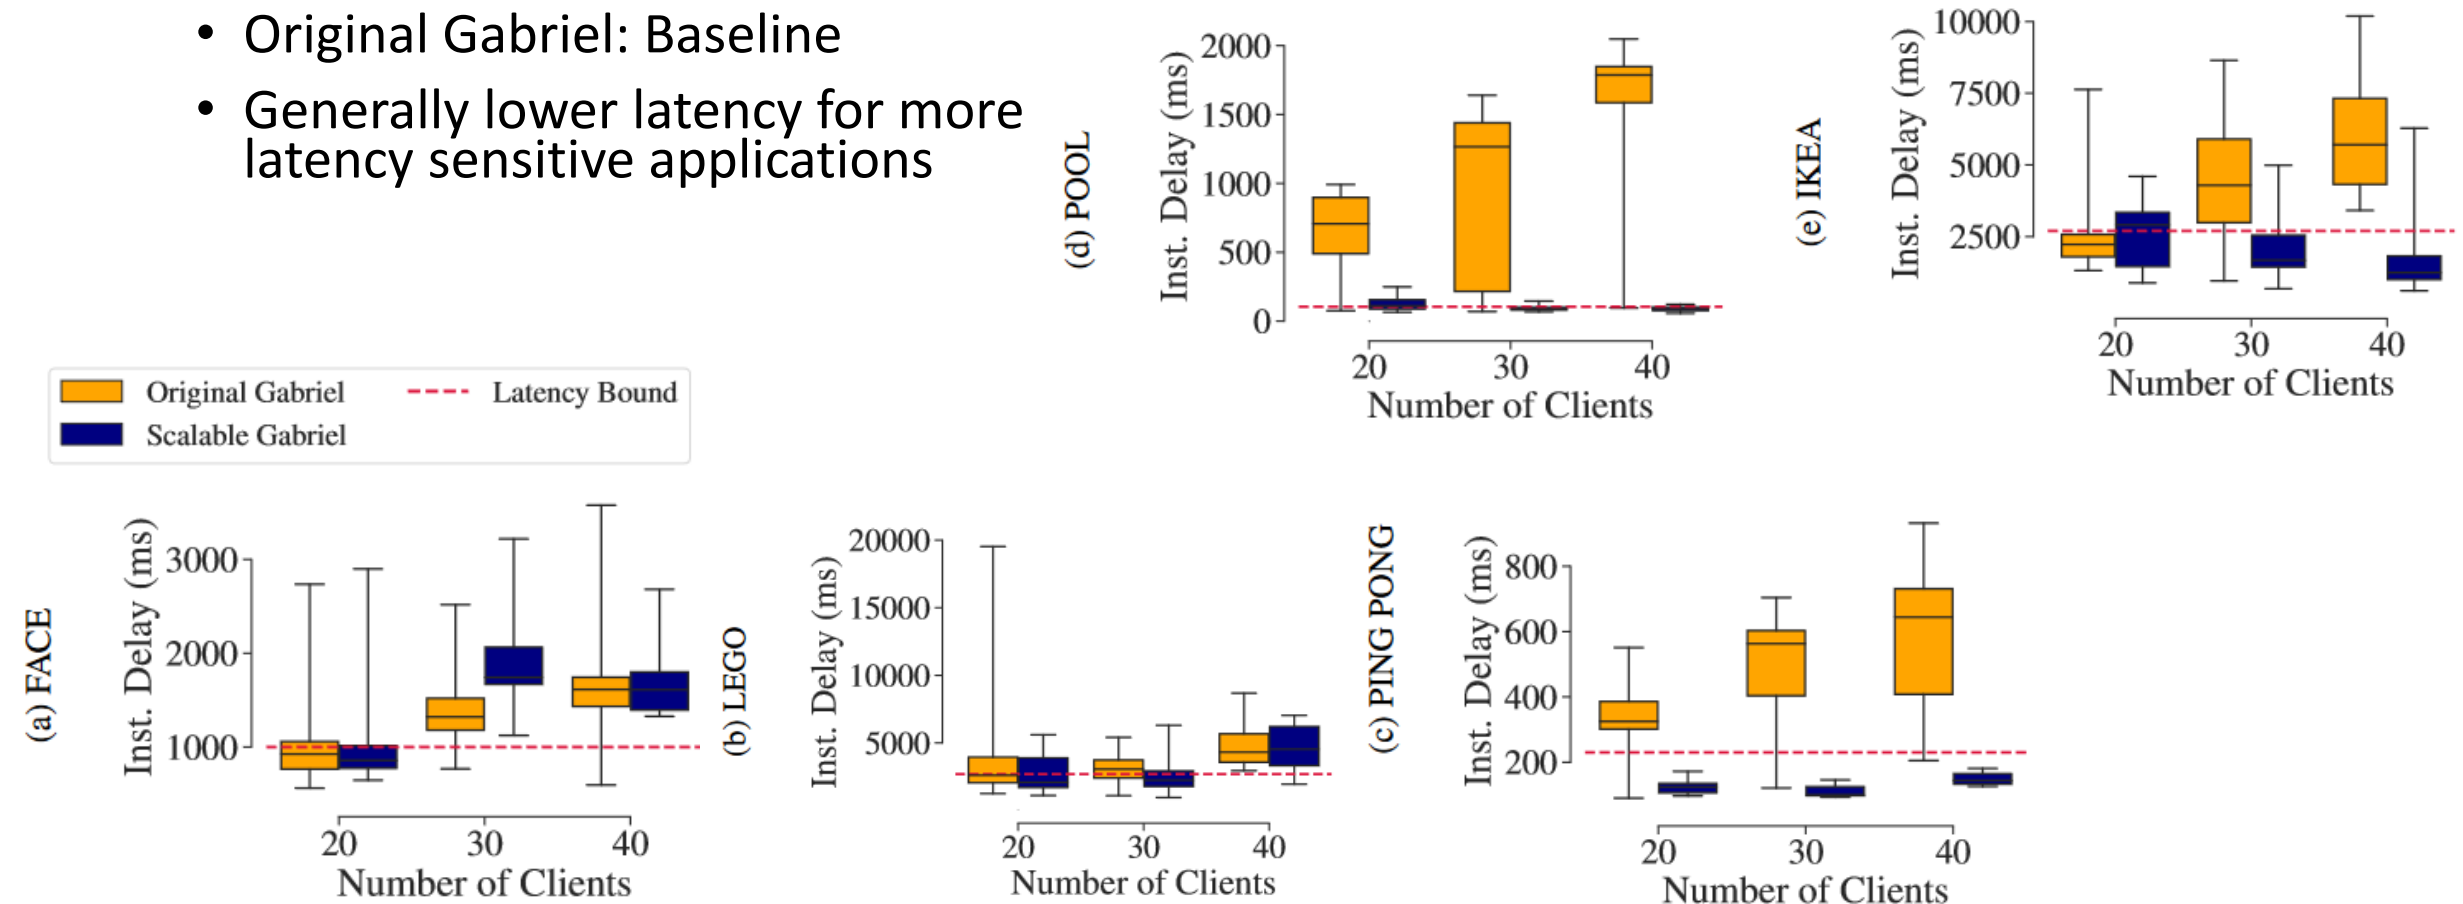 • Original Gabriel: Baseline
• Generally lower latency for more
latency sensitive applications
Original Gabriel
Scalable Gabriel
Latency Bound
(d) POOL
Inst. Delay (ms)
2000
1500
1000
500
0
20 30 40
Number of Clients
(e) IKEA
Inst. Delay (ms)
10000
7500
5000
2500
20 30 40
Number of Clients
(a) FACE
Inst. Delay (ms)
3000
2000
1000
20 30 40
Number of Clients
(b) LEGO
Inst. Delay (ms)
20000
15000
10000
5000
20 30 40
Number of Clients
(c) PING PONG
Inst. Delay (ms)
800
600
400
200
20 30 40
Number of Clients